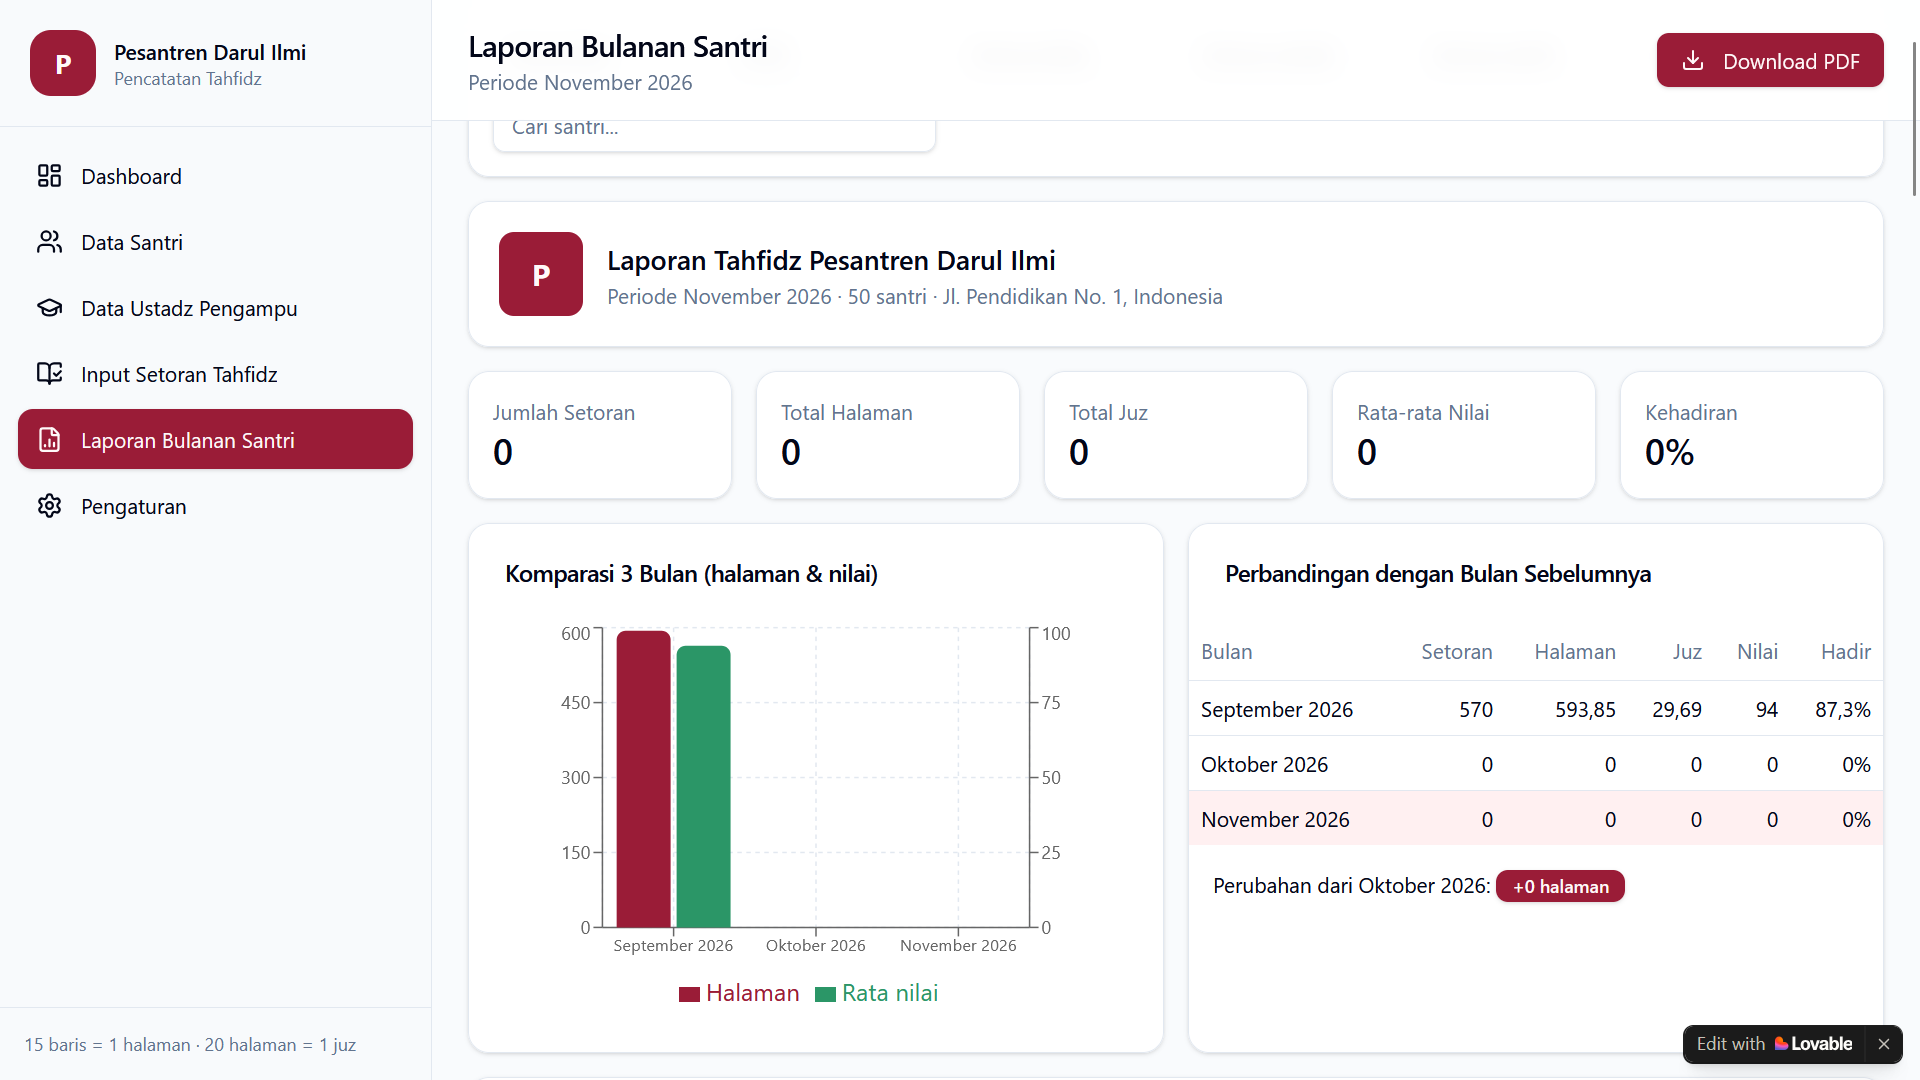 P
Pesantren Darul Ilmi
Pencatatan Tahfidz
Dashboard
Data Santri
Data Ustadz Pengampu
Input Setoran Tahfidz
Laporan Bulanan Santri
Pengaturan
15 baris = 1 halaman · 20 halaman = 1 juz
Laporan Bulanan Santri
Periode November 2026
Download PDF
Cari santri...
P
Laporan Tahfidz Pesantren Darul Ilmi
Periode November 2026 · 50 santri · Jl. Pendidikan No. 1, Indonesia
Jumlah Setoran
0
Total Halaman
0
Total Juz
0
Rata-rata Nilai
0
Kehadiran
0%
Komparasi 3 Bulan (halaman & nilai)
600
450
300
150
0
100
75
50
25
0
September 2026 Oktober 2026 November 2026
Halaman Rata nilai
Perbandingan dengan Bulan Sebelumnya
Bulan Setoran Halaman Juz Nilai Hadir
September 2026 570 593,85 29,69 94 87,3%
Oktober 2026 0 0 0 0 0%
November 2026 0 0 0 0 0%
Perubahan dari Oktober 2026: +0 halaman
Edit with Lovable ×